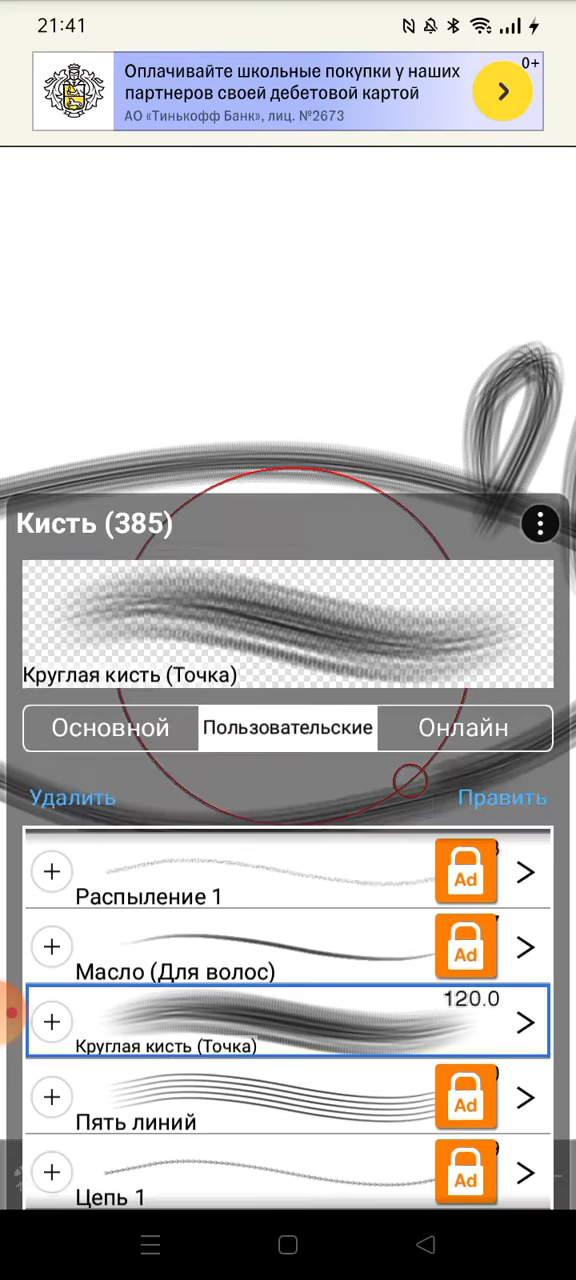 21:41
Оплачивайте школьные покупки у наших
партнеров своей дебетовой картой
АО «Тинькофф Банк», лиц. №2673
0+
Кисть (385)
Круглая кисть (Точка)
Основной
Пользовательские
Онлайн
Удалить
Править
Ad
Распыление 1
Ad
Масло (Для волос)
120.0
Круглая кисть (Точка)
Ad
Пять линий
Ad
Цепь 1